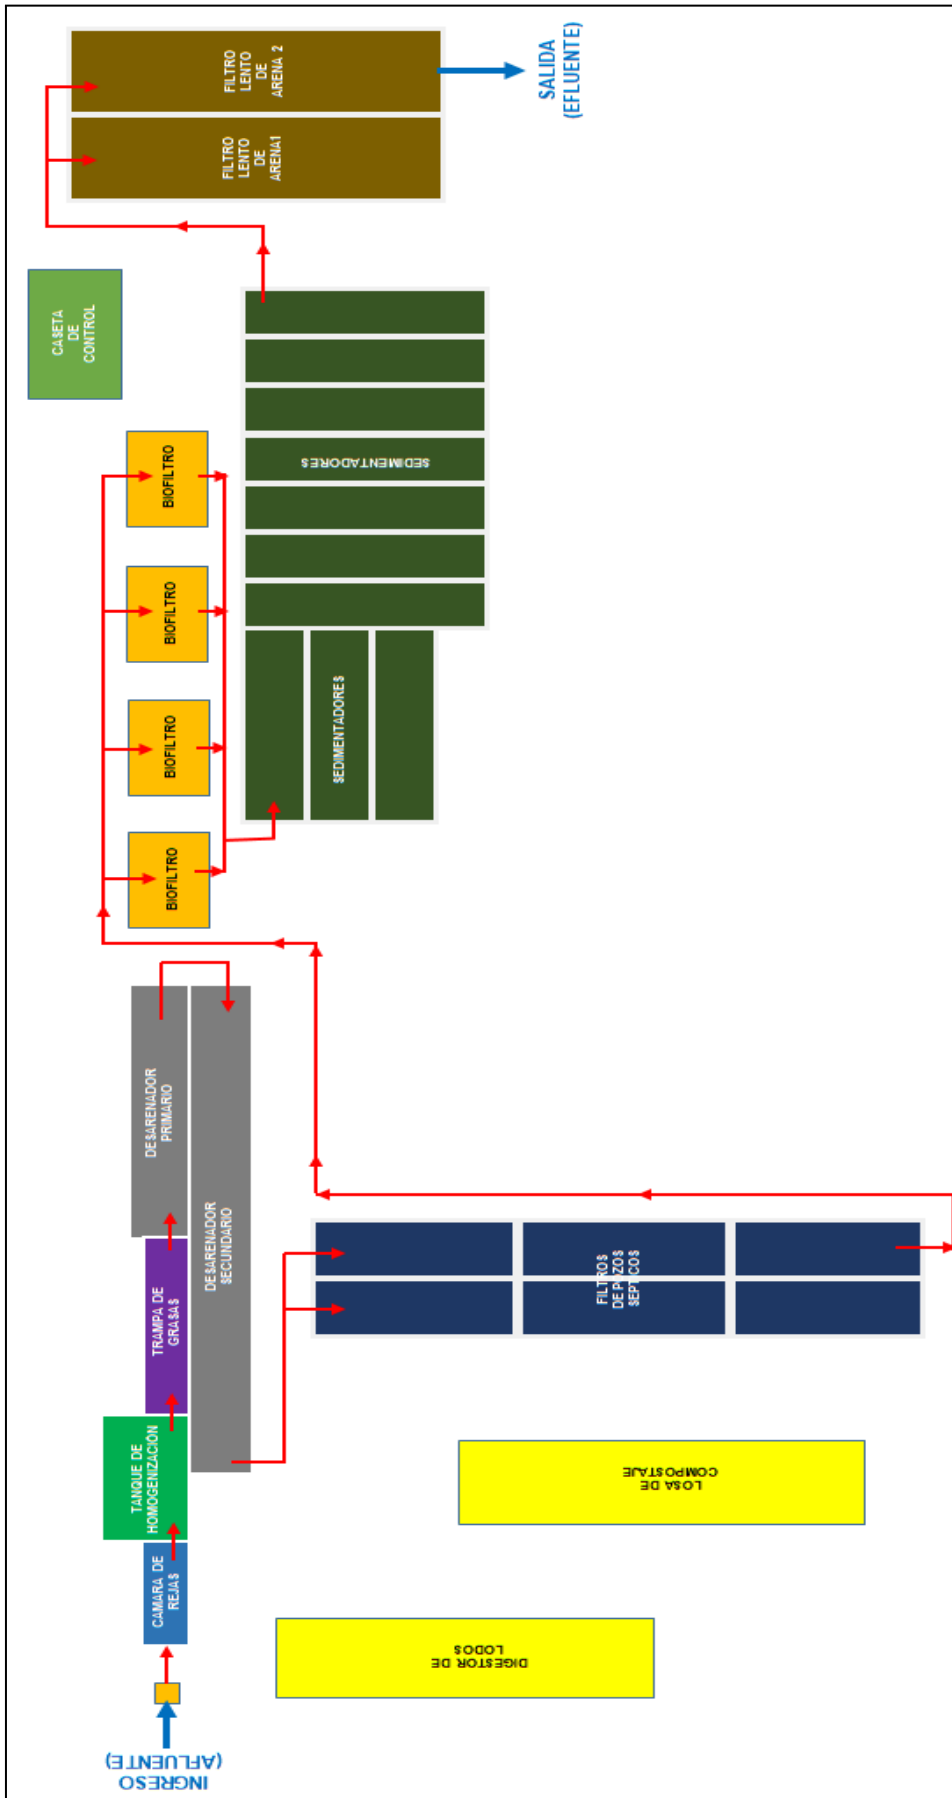 INGRESO
(AFLUENTE)
CAMARA DE
REJAS
TANQUE DE
HOMOGENIZACIÓN
TRAMPA DE
GRASAS
DESARENADOR
PRIMARIO
DESARENADOR
SECUNDARIO
DIGESTOR DE
LODOS
LOSA DE
COMPOSTAJE
FILTROS
DE POZOS
SEPTICOS
BIOFILTRO
BIOFILTRO
BIOFILTRO
BIOFILTRO
SEDIMENTADORES
SEDIMENTADORES
CASETA
DE
CONTROL
FILTRO
LENTO
DE
ARENA1
FILTRO
LENTO
DE
ARENA 2
SALIDA
(EFLUENTE)